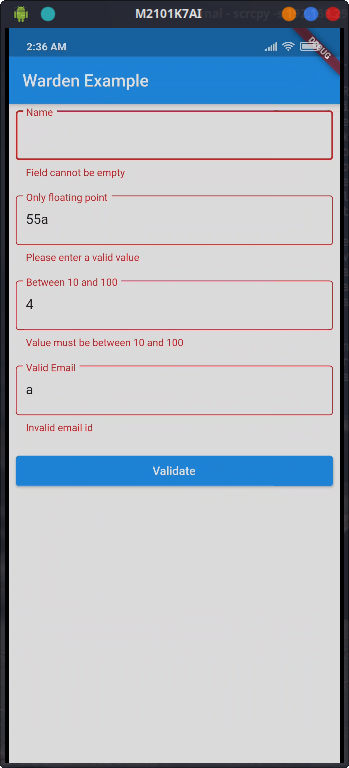 M2101K7AI
2:36 AM
DEBUG
Warden Example
Name
Field cannot be empty
Only floating point
55a
Please enter a valid value
Between 10 and 100
4
Value must be between 10 and 100
Valid Email
a
Invalid email id
Validate